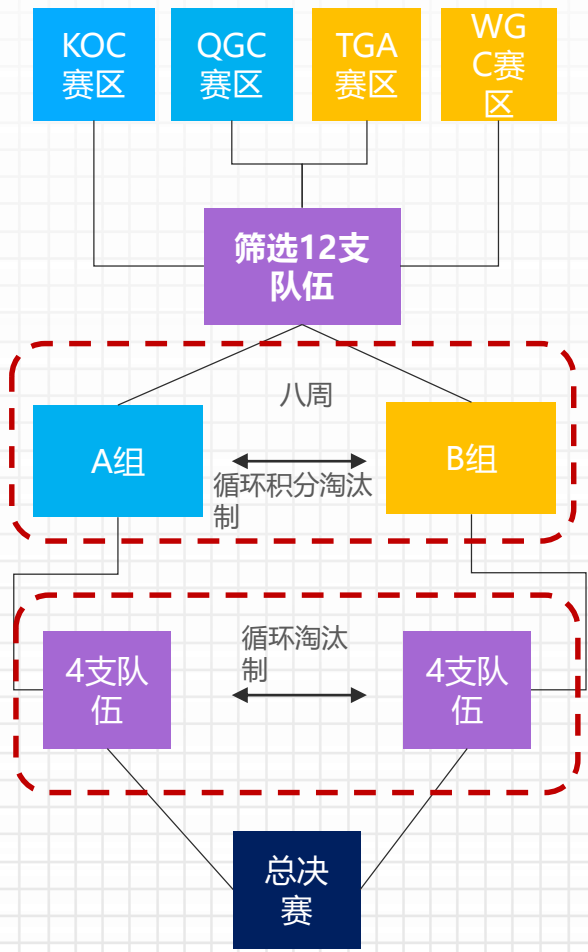 KOC
赛区
QGC
赛区
TGA
赛区
WG
C赛
区
筛选12支
队伍
八周
A组
B组
循环积分淘汰
制
循环淘汰
制
4支队
伍
4支队
伍
总决
赛